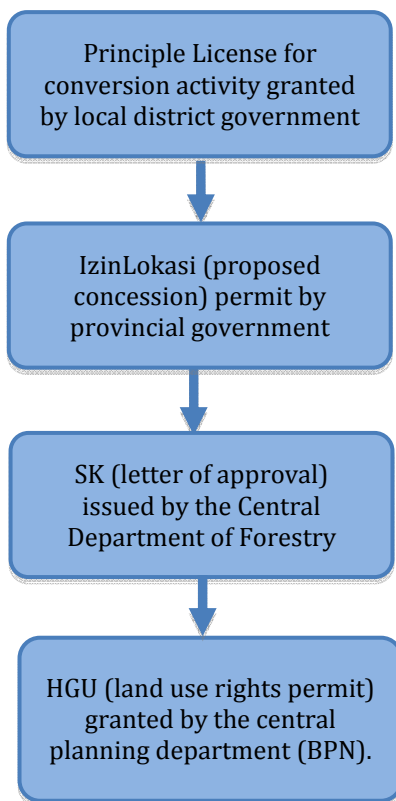 Principle License for
conversion activity granted
by local district government
IzinLokasi (proposed
concession) permit by
provincial government
SK (letter of approval)
issued by the Central
Department of Forestry
HGU (land use rights permit)
granted by the central
planning department (BPN).